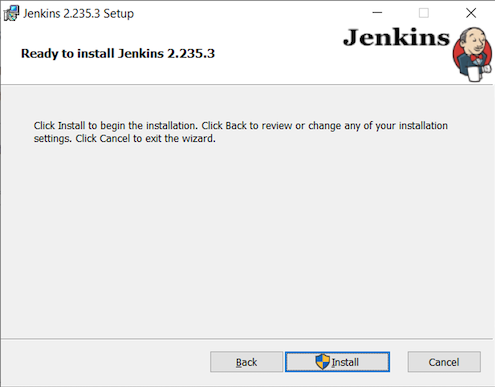 Jenkins 2.235.3 Setup
Jenkins
Ready to install Jenkins 2.235.3
Click Install to begin the installation. Click Back to review or change any of your installation
settings. Click Cancel to exit the wizard.
Back
Install
Cancel